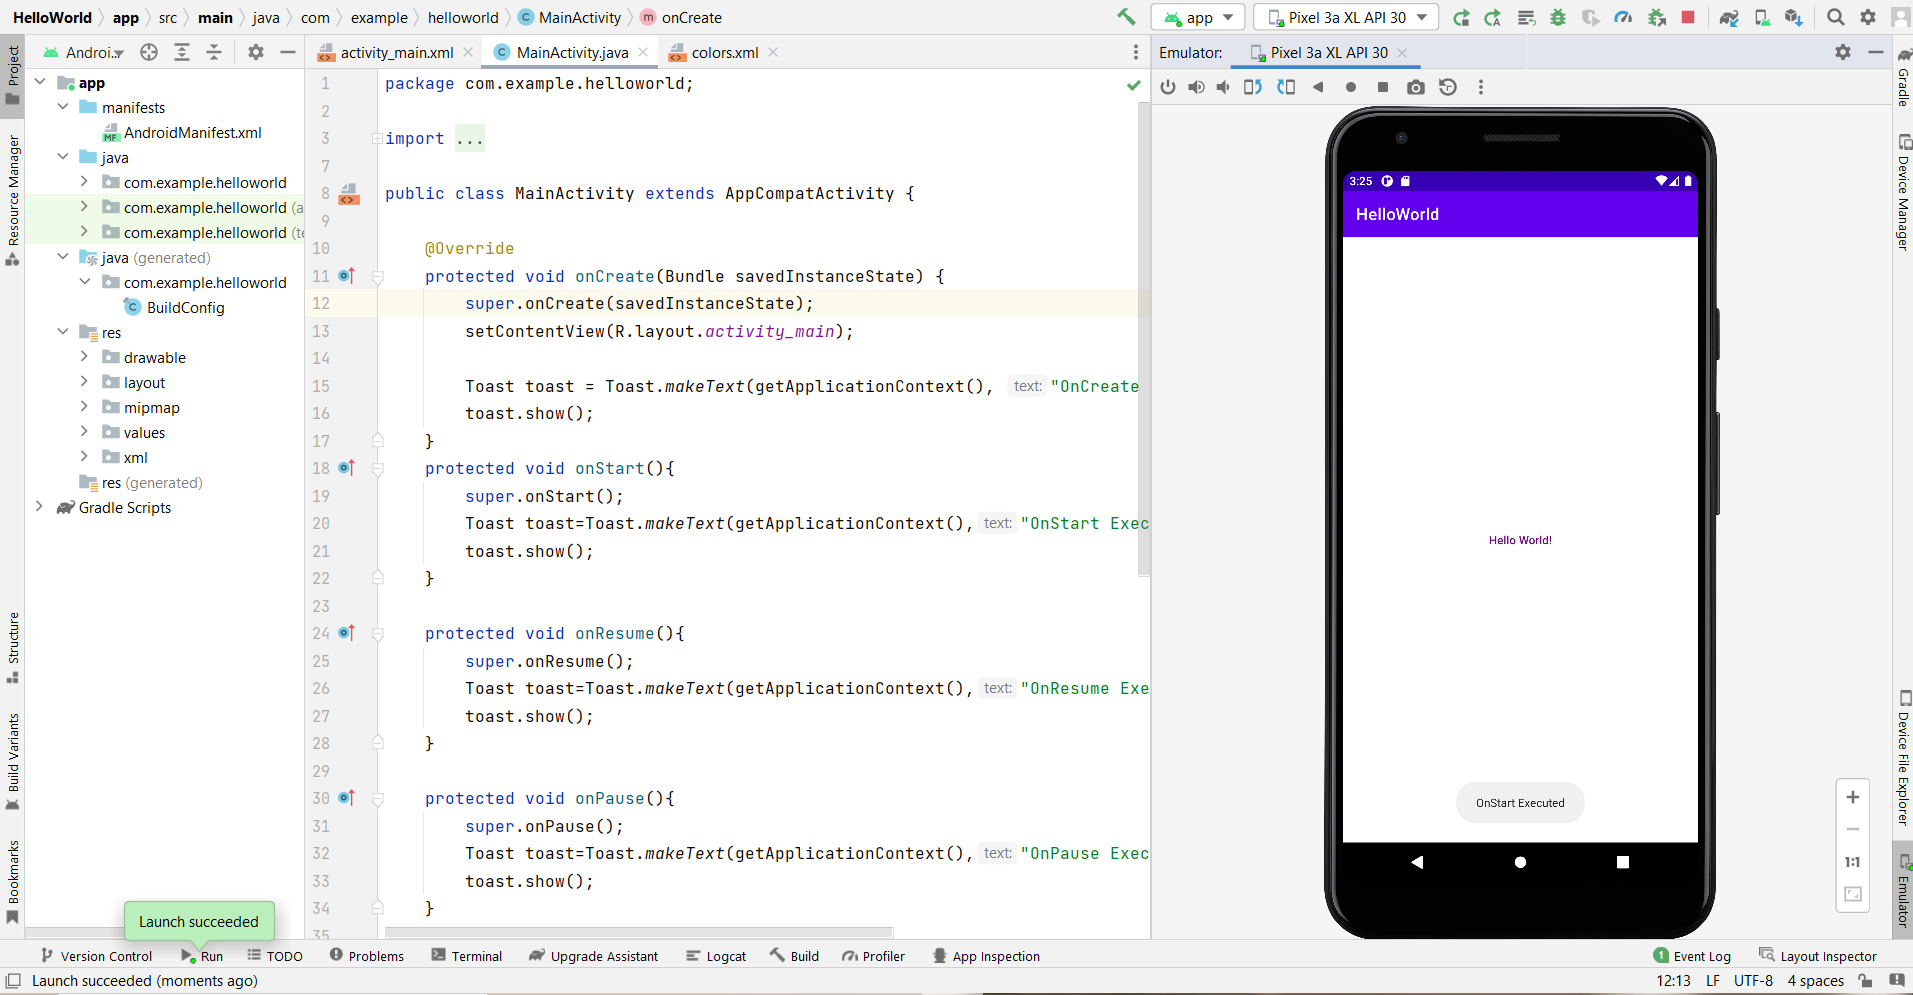 HelloWorld app src main java com example helloworld MainActivity onCreate
app Pixel 3a XL API 30
Androi...
activity_main.xml MainActivity.java colors.xml
Emulator: Pixel 3a XL API 30
Project
Resource Manager
Structure
Build Variants
Bookmarks
app
manifests
AndroidManifest.xml
java
com.example.helloworld
com.example.helloworld (a
com.example.helloworld (te
java (generated)
com.example.helloworld
BuildConfig
res
drawable
layout
mipmap
values
xml
res (generated)
Gradle Scripts
1 package com.example.helloworld;
2
3 import ...
7
8 public class MainActivity extends AppCompatActivity {
9
10 @Override
11 protected void onCreate(Bundle savedInstanceState) {
12 super.onCreate(savedInstanceState);
13 setContentView(R.layout.activity_main);
14
15 Toast toast = Toast.makeText(getApplicationContext(), text: "OnCreate
16 toast.show();
17 }
18 protected void onStart(){
19 super.onStart();
20 Toast toast=Toast.makeText(getApplicationContext(), text: "OnStart Exec
21 toast.show();
22 }
23
24 protected void onResume(){
25 super.onResume();
26 Toast toast=Toast.makeText(getApplicationContext(), text: "OnResume Exe
27 toast.show();
28 }
29
30 protected void onPause(){
31 super.onPause();
32 Toast toast=Toast.makeText(getApplicationContext(), text: "OnPause Exec
33 toast.show();
34 }
35
3:25
HelloWorld
Hello World!
OnStart Executed
1:1
Gradle
Device Manager
Device File Explorer
Emulator
Launch succeeded
Version Control Run TODO Problems Terminal Upgrade Assistant Logcat Build Profiler App Inspection 1 Event Log Layout Inspector
Launch succeeded (moments ago) 12:13 LF UTF-8 4 spaces